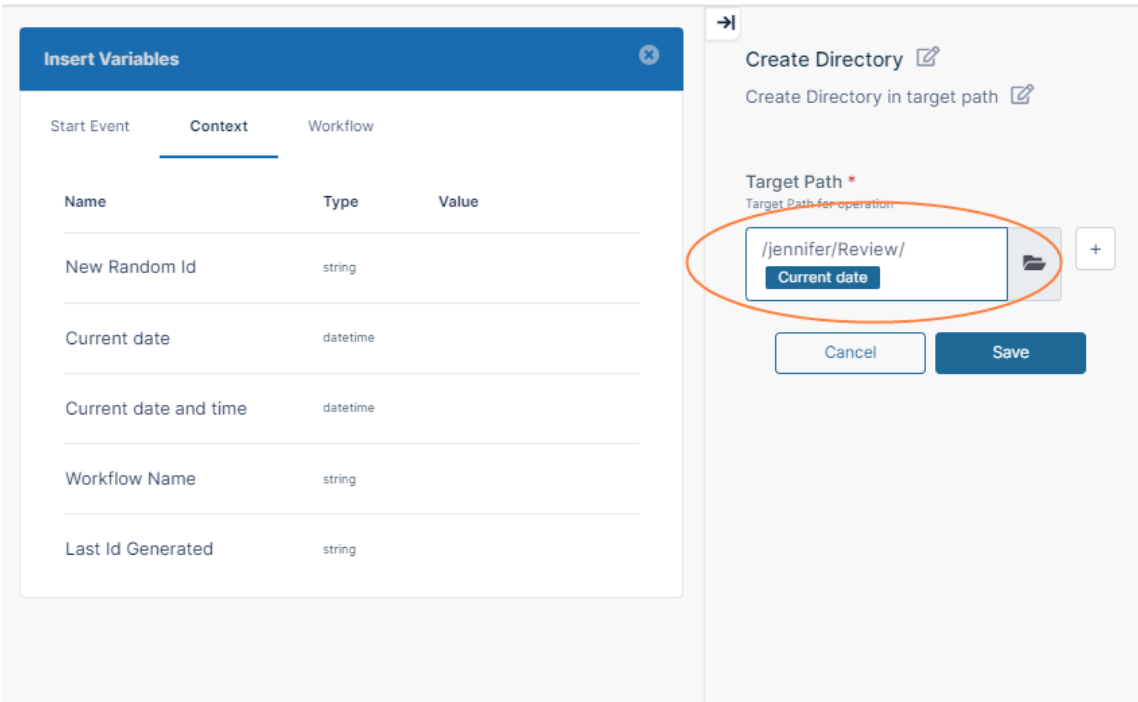 Insert Variables
Start Event Context Workflow
Name Type Value
New Random Id string
Current date datetime
Current date and time datetime
Workflow Name string
Last Id Generated string
Create Directory
Create Directory in target path
Target Path *
Target Path for operation
/jennifer/Review/
Current date
+
Cancel Save